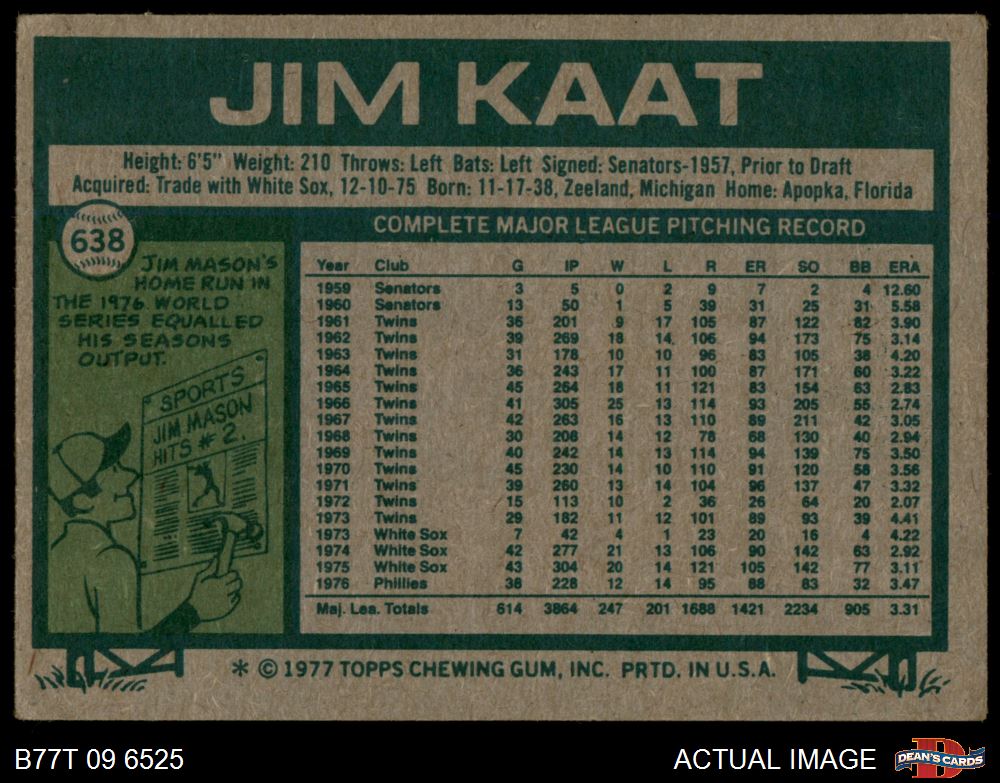 JIM KAAT
Height: 6'5" Weight: 210 Throws: Left Bats: Left Signed: Senators-1957, Prior to Draft
Acquired: Trade with White Sox, 12-10-75 Born: 11-17-38, Zeeland, Michigan Home: Apopka, Florida
638
JIM MASON'S
HOME RUN IN
THE 1976 WORLD
SERIES EQUALLED
HIS SEASONS
OUTPUT.
SPORTS
JIM MASON
HITS #2.
COMPLETE MAJOR LEAGUE PITCHING RECORD
Year Club G IP W L R ER SO BB ERA
1959 Senators 3 5 0 2 9 7 2 4 12.60
1960 Senators 13 50 1 5 39 31 25 31 5.58
1961 Twins 36 201 9 17 105 87 122 82 3.90
1962 Twins 39 269 18 14 106 94 173 75 3.14
1963 Twins 31 178 10 10 96 83 105 38 4.20
1964 Twins 36 243 17 11 100 87 171 60 3.22
1965 Twins 45 264 18 11 121 83 154 63 2.83
1966 Twins 41 305 25 13 114 93 205 55 2.74
1967 Twins 42 263 16 13 110 89 211 42 3.05
1968 Twins 30 208 14 12 78 68 130 40 2.94
1969 Twins 40 242 14 13 114 94 139 75 3.50
1970 Twins 45 230 14 10 110 91 120 58 3.56
1971 Twins 39 260 13 14 104 96 137 47 3.32
1972 Twins 15 113 10 2 36 26 64 20 2.07
1973 Twins 29 182 11 12 101 89 93 39 4.41
1973 White Sox 7 42 4 1 23 20 16 4 4.22
1974 White Sox 42 277 21 13 106 90 142 63 2.92
1975 White Sox 43 304 20 14 121 105 142 77 3.11
1976 Phillies 38 228 12 14 95 88 83 32 3.47
Maj. Lea. Totals 614 3864 247 201 1688 1421 2234 905 3.31
* © 1977 TOPPS CHEWING GUM, INC. PRTD. IN U.S.A.
B77T 09 6525
ACTUAL IMAGE
DEAN'S CARDS